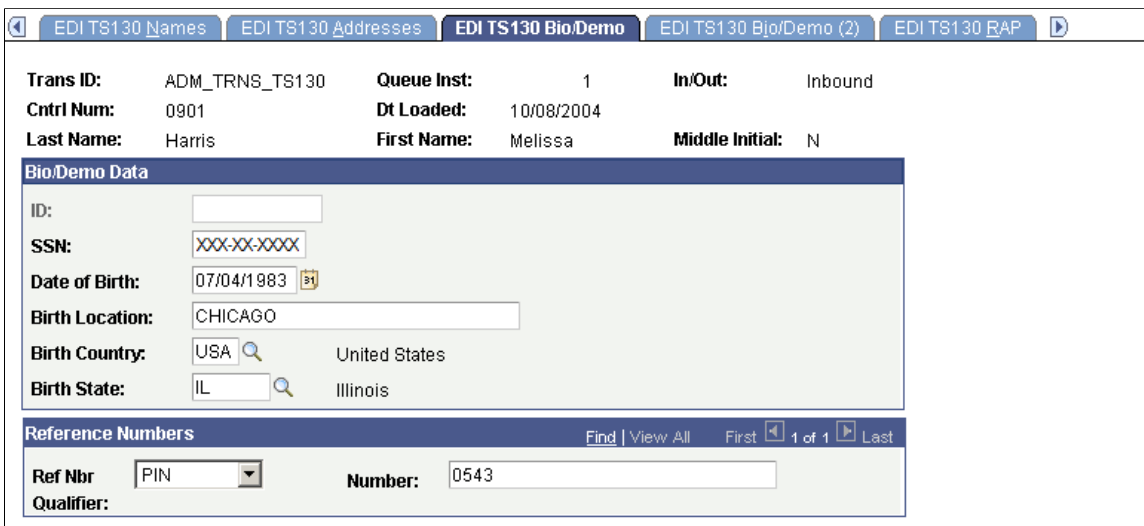 EDI TS130 Names EDI TS130 Addresses EDI TS130 Bio/Demo EDI TS130 Bio/Demo (2) EDI TS130 RAP
Trans ID: ADM_TRNS_TS130 Queue Inst: 1 In/Out: Inbound
Cntrl Num: 0901 Dt Loaded: 10/08/2004
Last Name: Harris First Name: Melissa Middle Initial: N
Bio/Demo Data
ID:
SSN: XXX-XX-XXXX
Date of Birth: 07/04/1983 31
Birth Location: CHICAGO
Birth Country: USA United States
Birth State: IL Illinois
Reference Numbers Find | View All First 1 of 1 Last
Ref Nbr PIN Number: 0543
Qualifier: